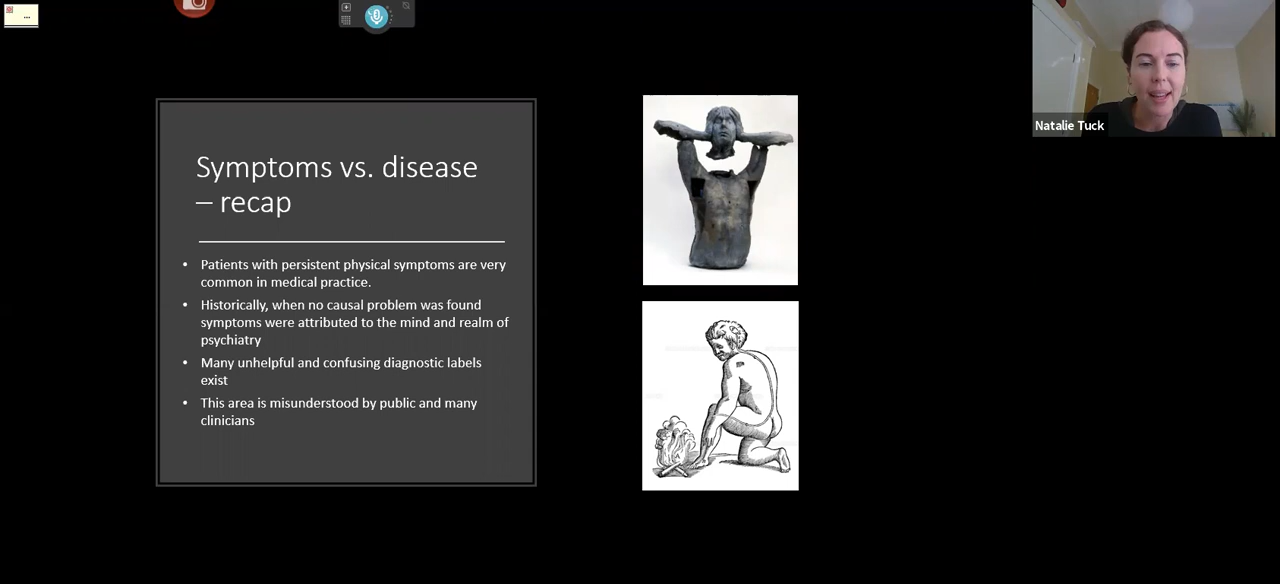 ...
Symptoms vs. disease
– recap
• Patients with persistent physical symptoms are very
common in medical practice.
• Historically, when no causal problem was found
symptoms were attributed to the mind and realm of
psychiatry
• Many unhelpful and confusing diagnostic labels
exist
• This area is misunderstood by public and many
clinicians
Natalie Tuck